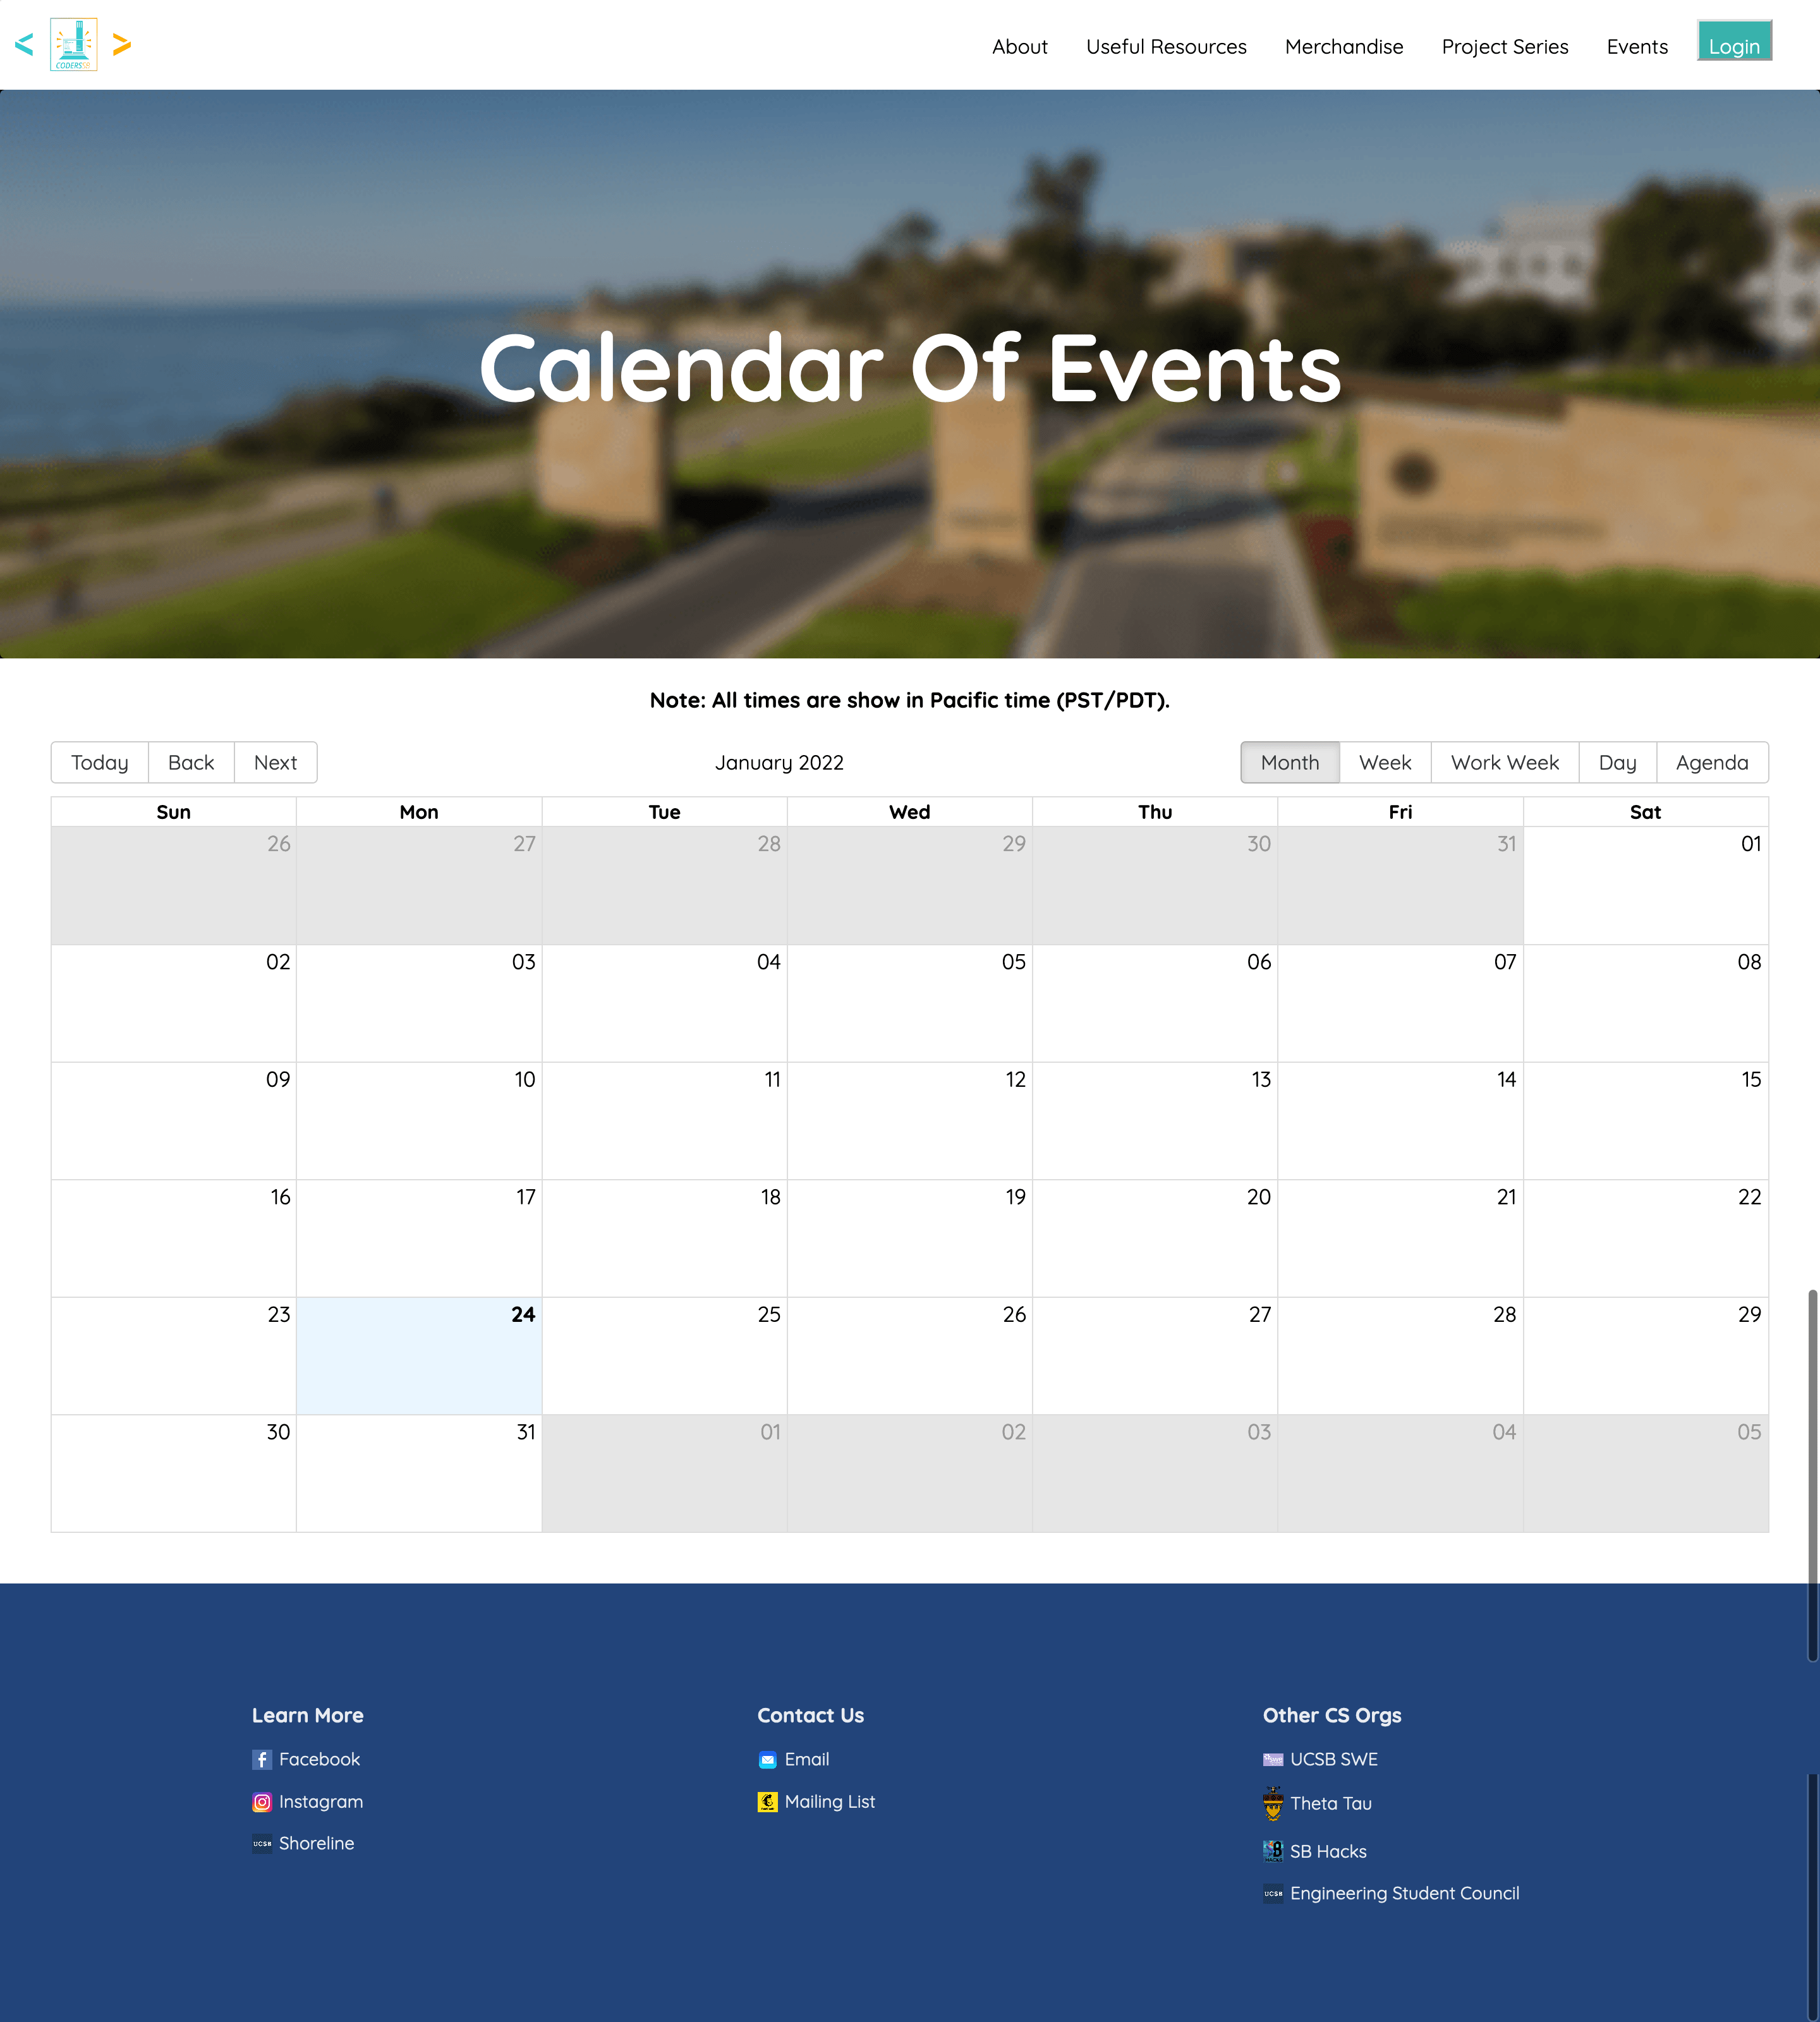 < CODERSSB >
About Useful Resources Merchandise Project Series Events Login
Calendar Of Events
Note: All times are show in Pacific time (PST/PDT).
Today Back Next January 2022 Month Week Work Week Day Agenda
Sun Mon Tue Wed Thu Fri Sat
26 27 28 29 30 31 01
02 03 04 05 06 07 08
09 10 11 12 13 14 15
16 17 18 19 20 21 22
23 24 25 26 27 28 29
30 31 01 02 03 04 05
Learn More
Facebook
Instagram
UCSB Shoreline
Contact Us
Email
Mailing List
Other CS Orgs
UCSB SWE
Theta Tau
SB Hacks
UCSB Engineering Student Council